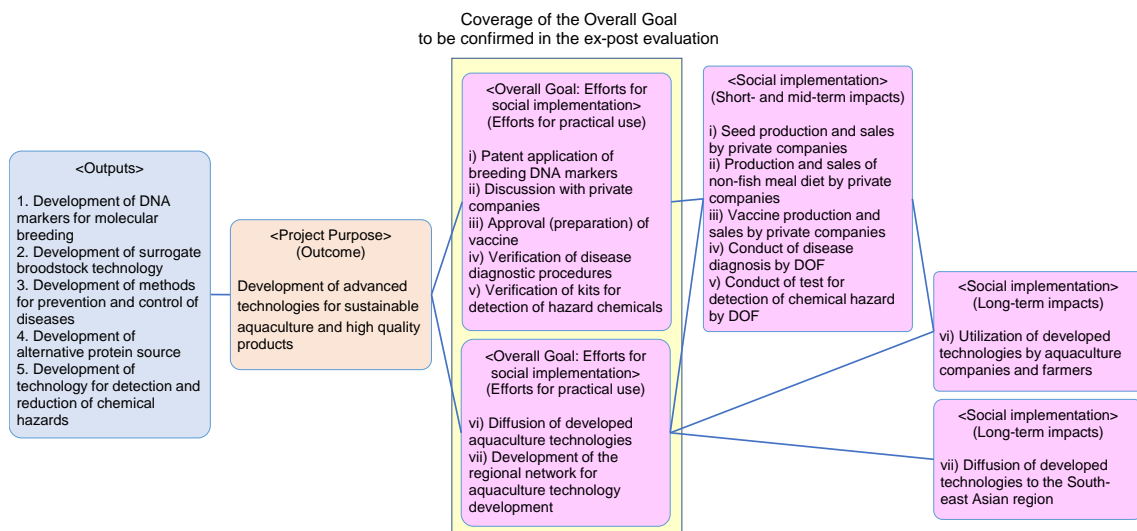 Coverage of the Overall Goal
to be confirmed in the ex-post evaluation
<Outputs>
1. Development of DNA
markers for molecular
breeding
2. Development of surrogate
broodstock technology
3. Development of methods
for prevention and control of
diseases
4. Development of
alternative protein source
5. Development of
technology for detection and
reduction of chemical
hazards
<Project Purpose>
(Outcome)
Development of advanced
technologies for sustainable
aquaculture and high quality
products
<Overall Goal: Efforts for
social implementation>
(Efforts for practical use)
i) Patent application of
breeding DNA markers
ii) Discussion with private
companies
iii) Approval (preparation) of
vaccine
iv) Verification of disease
diagnostic procedures
v) Verification of kits for
detection of hazard chemicals
<Overall Goal: Efforts for
social implementation>
(Efforts for practical use)
vi) Diffusion of developed
aquaculture technologies
vii) Development of the
regional network for
aquaculture technology
development
<Social implementation>
(Short- and mid-term impacts)
i) Seed production and sales
by private companies
ii) Production and sales of
non-fish meal diet by private
companies
iii) Vaccine production and
sales by private companies
iv) Conduct of disease
diagnosis by DOF
v) Conduct of test for
detection of chemical hazard
by DOF
<Social implementation>
(Long-term impacts)
vi) Utilization of developed
technologies by aquaculture
companies and farmers
<Social implementation>
(Long-term impacts)
vii) Diffusion of developed
technologies to the South-
east Asian region